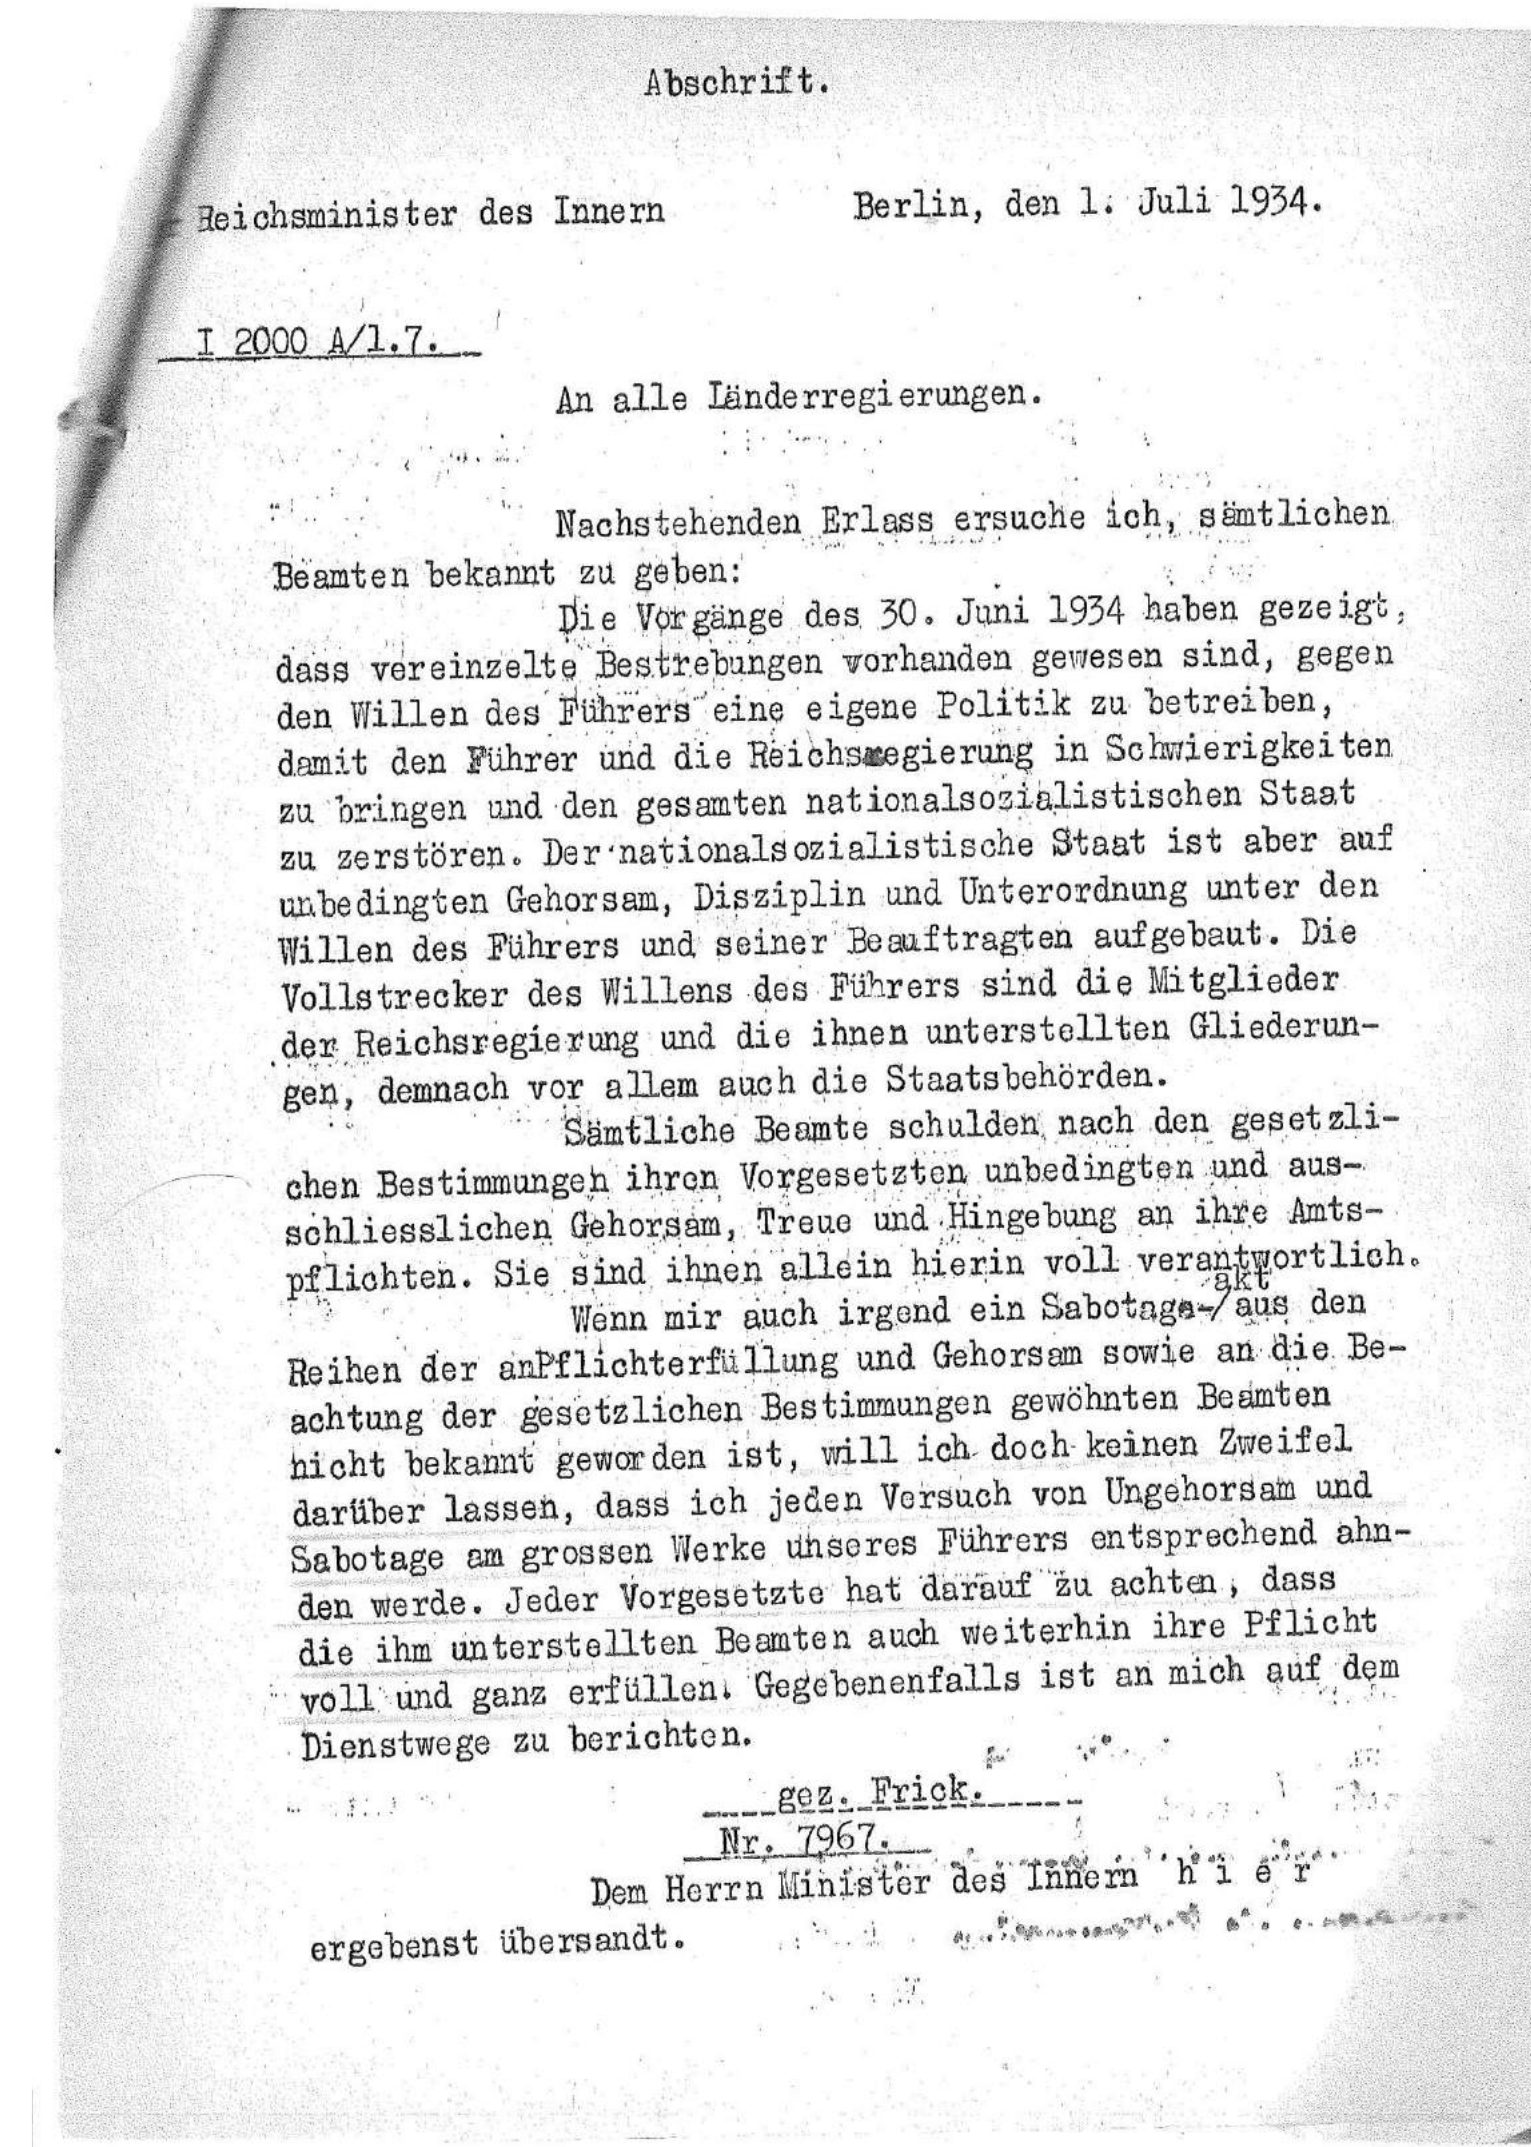 Abschrift.
Reichsminister des Innern Berlin, den 1. Juli 1934.
I 2000 A/1.7.
An alle Länderregierungen.
Nachstehenden Erlass ersuche ich, sämtlichen
Beamten bekannt zu geben:
Die Vorgänge des 30. Juni 1934 haben gezeigt,
dass vereinzelte Bestrebungen vorhanden gewesen sind, gegen
den Willen des Führers eine eigene Politik zu betreiben,
damit den Führer und die Reichsregierung in Schwierigkeiten
zu bringen und den gesamten nationalsozialistischen Staat
zu zerstören. Der nationalsozialistische Staat ist aber auf
unbedingten Gehorsam, Disziplin und Unterordnung unter den
Willen des Führers und seiner Beauftragten aufgebaut. Die
Vollstrecker des Willens des Führers sind die Mitglieder
der Reichsregierung und die ihnen unterstellten Gliederun-
gen, demnach vor allem auch die Staatsbehörden.
Sämtliche Beamte schulden nach den gesetzli-
chen Bestimmungen ihren Vorgesetzten unbedingten und aus-
schliesslichen Gehorsam, Treue und Hingebung an ihre Amts-
pflichten. Sie sind ihnen allein hierin voll verantwortlich.
Wenn mir auch irgend ein Sabotage-/akt aus den
Reihen der anPflichterfüllung und Gehorsam sowie an die Be-
achtung der gesetzlichen Bestimmungen gewöhnten Beamten
nicht bekannt geworden ist, will ich doch keinen Zweifel
darüber lassen, dass ich jeden Versuch von Ungehorsam und
Sabotage am grossen Werke unseres Führers entsprechend ahn-
den werde. Jeder Vorgesetzte hat darauf zu achten, dass
die ihm unterstellten Beamten auch weiterhin ihre Pflicht
voll und ganz erfüllen. Gegebenenfalls ist an mich auf dem
Dienstwege zu berichten.
gez. Frick.
Nr. 7967.
Dem Herrn Minister des Innern h i e r
ergebenst übersandt.